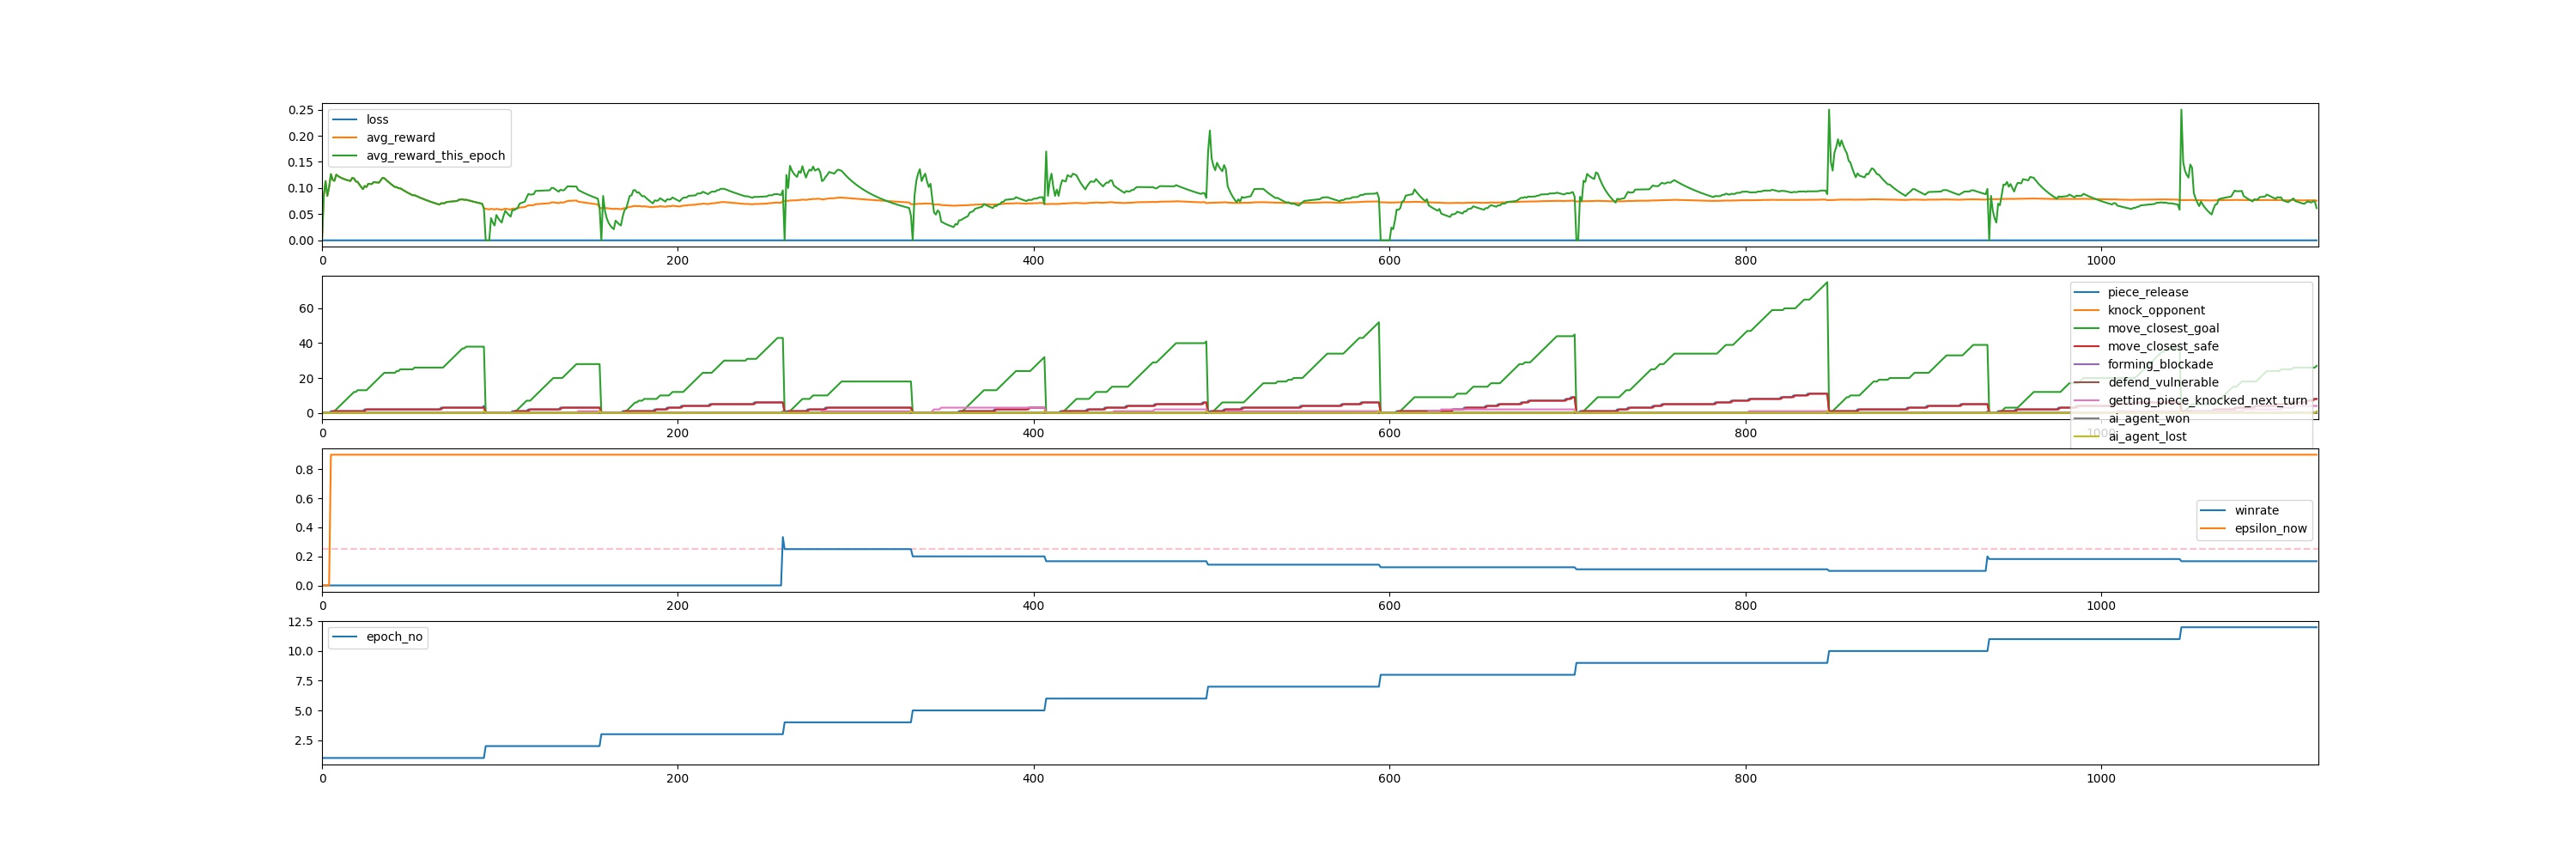 0.25
0.20
0.15
0.10
0.05
0.00
loss
avg_reward
avg_reward_this_epoch
0 200 400 600 800 1000
60
40
20
0
piece_release
knock_opponent
move_closest_goal
move_closest_safe
forming_blockade
defend_vulnerable
getting_piece_knocked_next_turn
ai_agent_won
ai_agent_lost
0 200 400 600 800 1000
0.8
0.6
0.4
0.2
0.0
winrate
epsilon_now
0 200 400 600 800 1000
12.5
10.0
7.5
5.0
2.5
epoch_no
0 200 400 600 800 1000